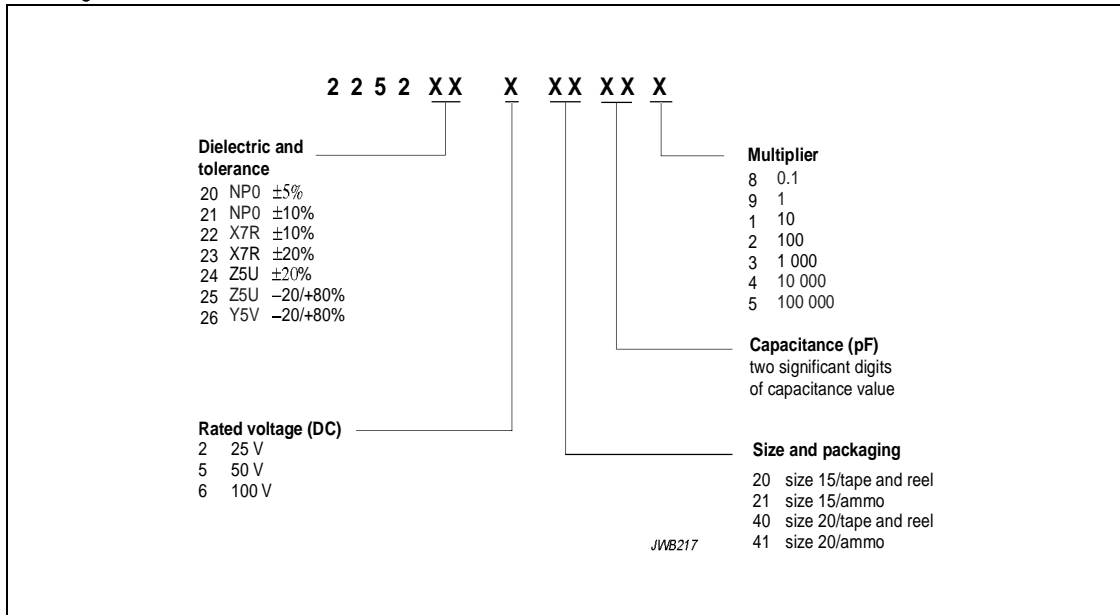 2 2 5 2 XX X XX XX X
Dielectric and
tolerance
20 NP0 ±5%
21 NP0 ±10%
22 X7R ±10%
23 X7R ±20%
24 Z5U ±20%
25 Z5U –20/+80%
26 Y5V –20/+80%
Rated voltage (DC)
2 25 V
5 50 V
6 100 V
Multiplier
8 0.1
9 1
1 10
2 100
3 1 000
4 10 000
5 100 000
Capacitance (pF)
two significant digits
of capacitance value
Size and packaging
20 size 15/tape and reel
21 size 15/ammo
40 size 20/tape and reel
41 size 20/ammo
JWB217